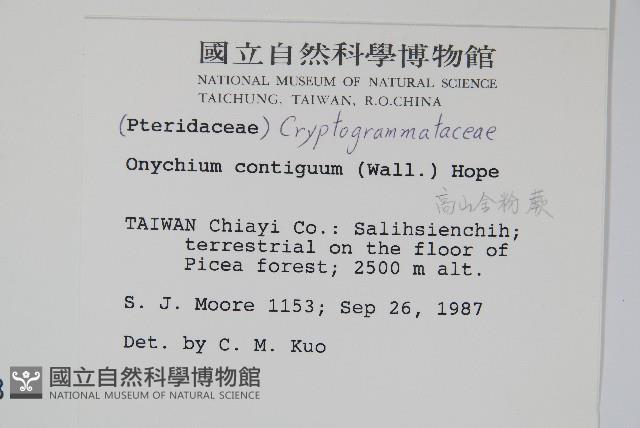 國立自然科學博物館
NATIONAL MUSEUM OF NATURAL SCIENCE
TAICHUNG, TAIWAN, R.O.CHINA
(Pteridaceae) Cryptogrammataceae
Onychium contiguum (Wall.) Hope
高山金粉蕨
TAIWAN Chiayi Co.: Salihsienchih;
terrestrial on the floor of
Picea forest; 2500 m alt.
S. J. Moore 1153; Sep 26, 1987
Det. by C. M. Kuo
國立自然科學博物館
NATIONAL MUSEUM OF NATURAL SCIENCE